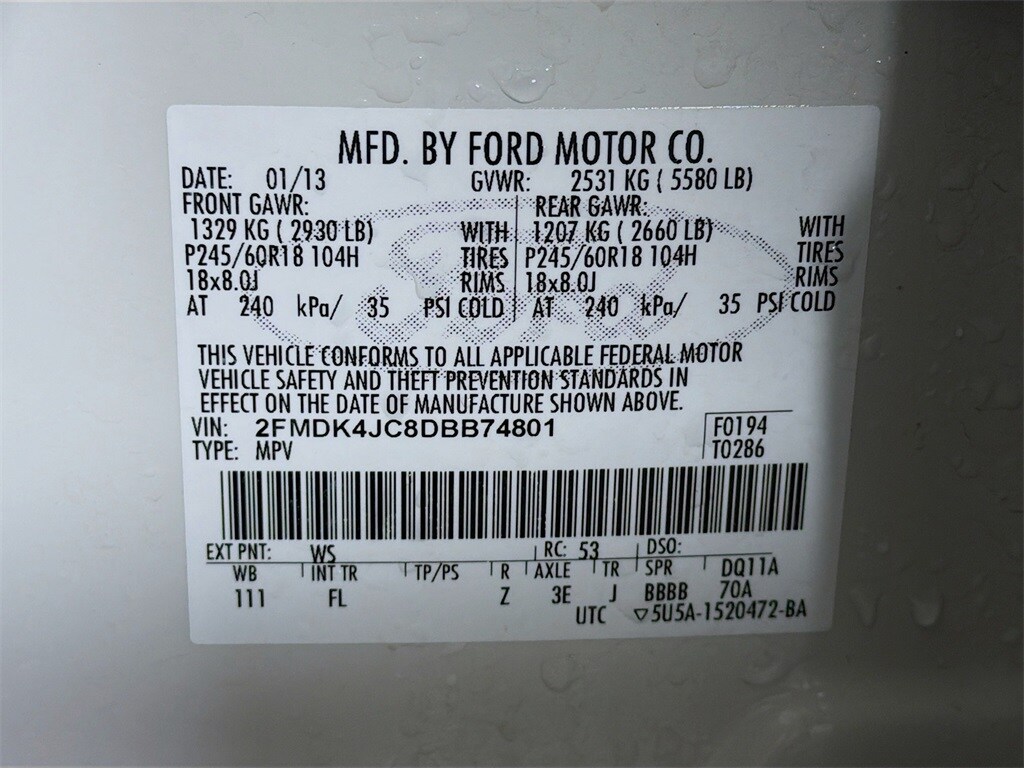 MFD. BY FORD MOTOR CO.
DATE: 01/13 GVWR: 2531 KG ( 5580 LB)
FRONT GAWR: REAR GAWR:
1329 KG ( 2930 LB) WITH 1207 KG ( 2660 LB) WITH
P245/60R18 104H TIRES P245/60R18 104H TIRES
18x8.0J RIMS 18x8.0J RIMS
AT 240 kPa/ 35 PSI COLD AT 240 kPa/ 35 PSI COLD
Ford
THIS VEHICLE CONFORMS TO ALL APPLICABLE FEDERAL MOTOR
VEHICLE SAFETY AND THEFT PREVENTION STANDARDS IN
EFFECT ON THE DATE OF MANUFACTURE SHOWN ABOVE.
VIN: 2FMDK4JC8DBB74801 F0194
TYPE: MPV T0286
EXT PNT: WS RC: 53 DSO:
WB INT TR TP/PS R AXLE TR SPR DQ11A
111 FL Z 3E J BBBB 70A
UTC ▽5U5A-1520472-BA